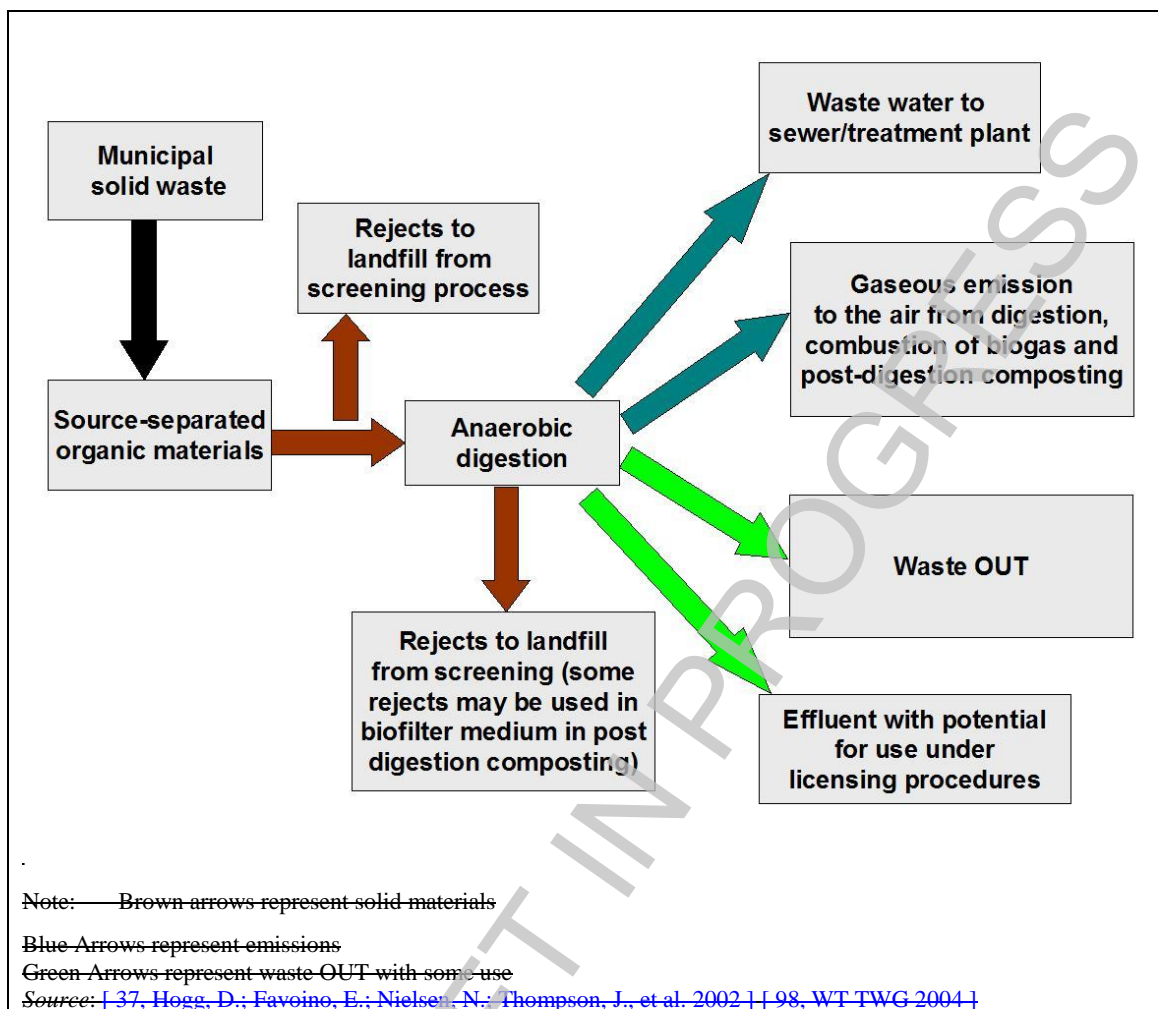 Municipal
solid waste
Waste water to
sewer/treatment plant
Rejects to
landfill from
screening process
Gaseous emission
to the air from digestion,
combustion of biogas and
post-digestion composting
Source-separated
organic materials
Anaerobic
digestion
Waste OUT
Rejects to landfill
from screening (some
rejects may be used in
biofilter medium in post
digestion composting)
Effluent with potential
for use under
licensing procedures
.
Note: Brown arrows represent solid materials
Blue Arrows represent emissions
Green Arrows represent waste OUT with some use
Source: [ 37, Hogg, D.; Favoino, E.; Nielsen, N.; Thompson, J., et al. 2002 ] [ 98, WT TWG 2004 ]
FT IN PROGRESS